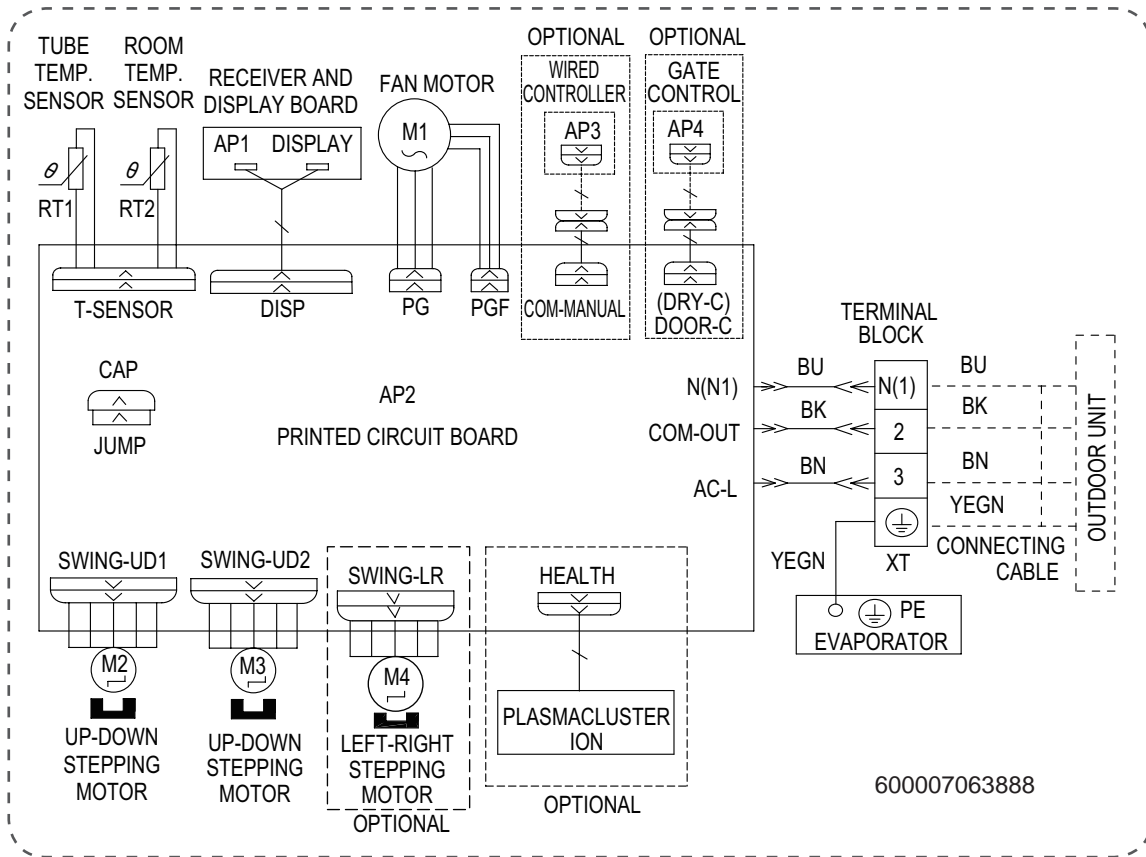 TUBE
TEMP.
SENSOR
ROOM
TEMP.
SENSOR
RECEIVER AND
DISPLAY BOARD
FAN MOTOR
OPTIONAL
WIRED
CONTROLLER
OPTIONAL
GATE
CONTROL
θ
RT1
θ
RT2
AP1 DISPLAY
M1
AP3
AP4
T-SENSOR
DISP
PG
PGF
COM-MANUAL
(DRY-C)
DOOR-C
TERMINAL
BLOCK
CAP
JUMP
AP2
PRINTED CIRCUIT BOARD
N(N1)
BU
N(1)
BU
COM-OUT
BK
2
BK
AC-L
BN
3
BN
YEGN
XT
CONNECTING
CABLE
OUTDOOR UNIT
YEGN
PE
EVAPORATOR
SWING-UD1
SWING-UD2
SWING-LR
HEALTH
M2
M3
M4
UP-DOWN
STEPPING
MOTOR
UP-DOWN
STEPPING
MOTOR
LEFT-RIGHT
STEPPING
MOTOR
OPTIONAL
PLASMACLUSTER
ION
OPTIONAL
600007063888